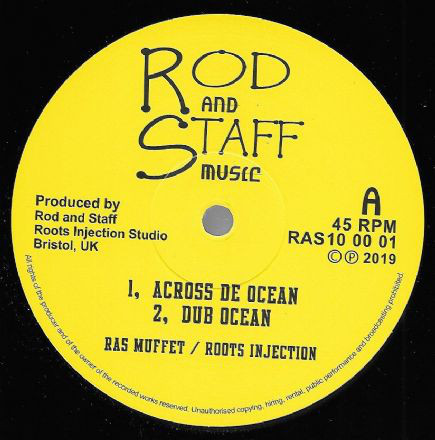 ROD
AND
STAFF
MUSIC
Produced by
Rod and Staff
Roots Injection Studio
Bristol, UK
A
45 RPM
RAS10 00 01
© ℗ 2019
1, ACROSS DE OCEAN
2, DUB OCEAN
RAS MUFFET / ROOTS INJECTION
All rights of the producer and of the owner of the recorded works reserved. Unauthorised copying, hiring, rental, public performance and broadcasting prohibited.